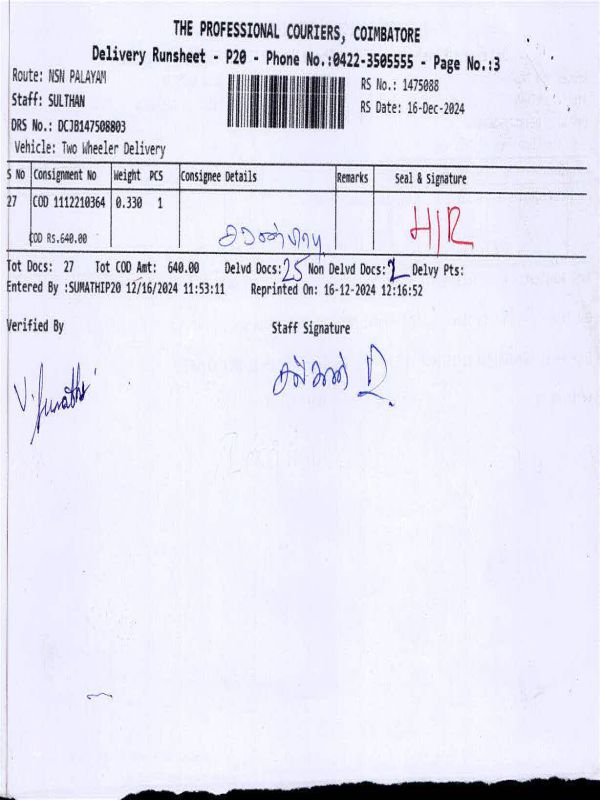 THE PROFESSIONAL COURIERS, COIMBATORE
Delivery Runsheet - P20 - Phone No.:0422-3505555 - Page No.:3
Route: NSN PALAYAM RS No.: 1475088
Staff: SULTHAN RS Date: 16-Dec-2024
DRS No.: DCJB147508803
Vehicle: Two Wheeler Delivery
S No Consignment No Weight PCS Consignee Details Remarks Seal & Signature
27 COD 1112210364 0.330 1 H/R
COD RS.640.00
Tot Docs: 27 Tot COD Amt: 640.00 Delvd Docs: 25 Non Delvd Docs: 2 Delvy Pts:
Entered By :SUMATHIP20 12/16/2024 11:53:11 Reprinted On: 16-12-2024 12:16:52
Verified By Staff Signature
V. Sumathi